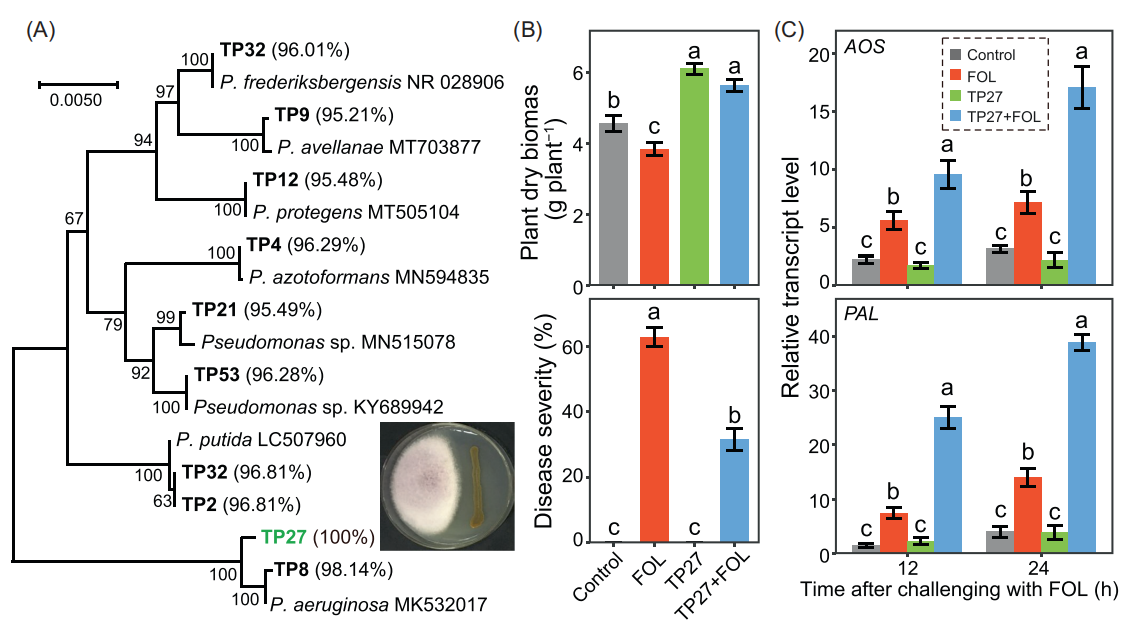 (A)
0.0050
TP32 (96.01%)
100
P. frederiksbergensis NR 028906
97
TP9 (95.21%)
100
P. avellanae MT703877
94
TP12 (95.48%)
100
P. protegens MT505104
67
TP4 (96.29%)
100
P. azotoformans MN594835
79
TP21 (95.49%)
99
Pseudomonas sp. MN515078
92
TP53 (96.28%)
100
Pseudomonas sp. KY689942
P. putida LC507960
100
TP32 (96.81%)
63
TP2 (96.81%)
TP27 (100%)
100
TP8 (98.14%)
100
P. aeruginosa MK532017
(B)
Plant dry biomas
(g plant⁻¹)
6
4
2
0
b
c
a
a
Disease severity (%)
60
40
20
0
c
a
c
b
Control
FOL
TP27
TP27+FOL
(C)
Relative transcript level
AOS
Control
FOL
TP27
TP27+FOL
20
15
10
5
0
c
b
c
a
c
b
c
a
PAL
40
30
20
10
0
c
b
c
a
c
b
c
a
12
24
Time after challenging with FOL (h)